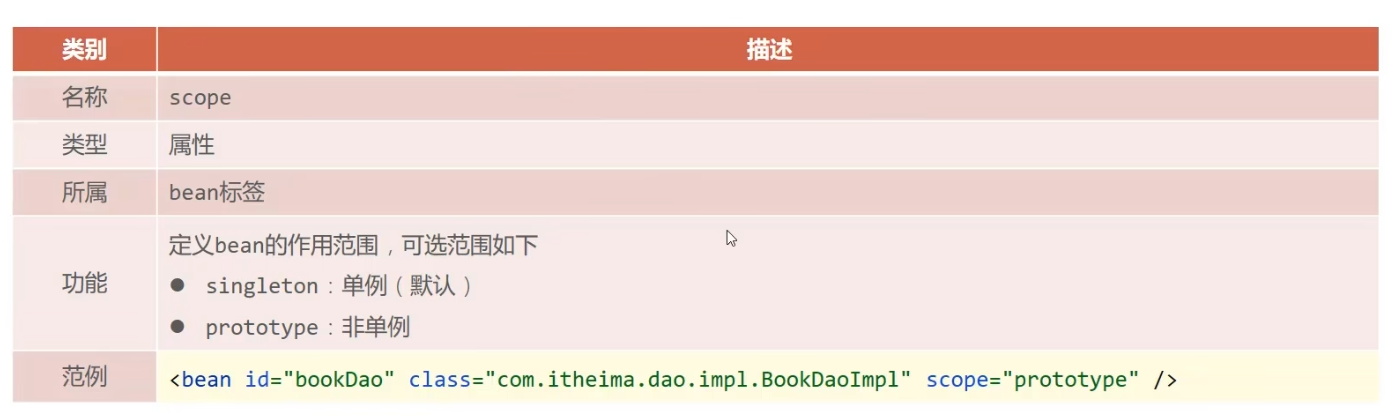 类别 描述
名称 scope
类型 属性
所属 bean标签
功能 定义bean的作用范围，可选范围如下
● singleton：单例（默认）
● prototype：非单例
范例 <bean id="bookDao" class="com.itheima.dao.impl.BookDaoImpl" scope="prototype" />